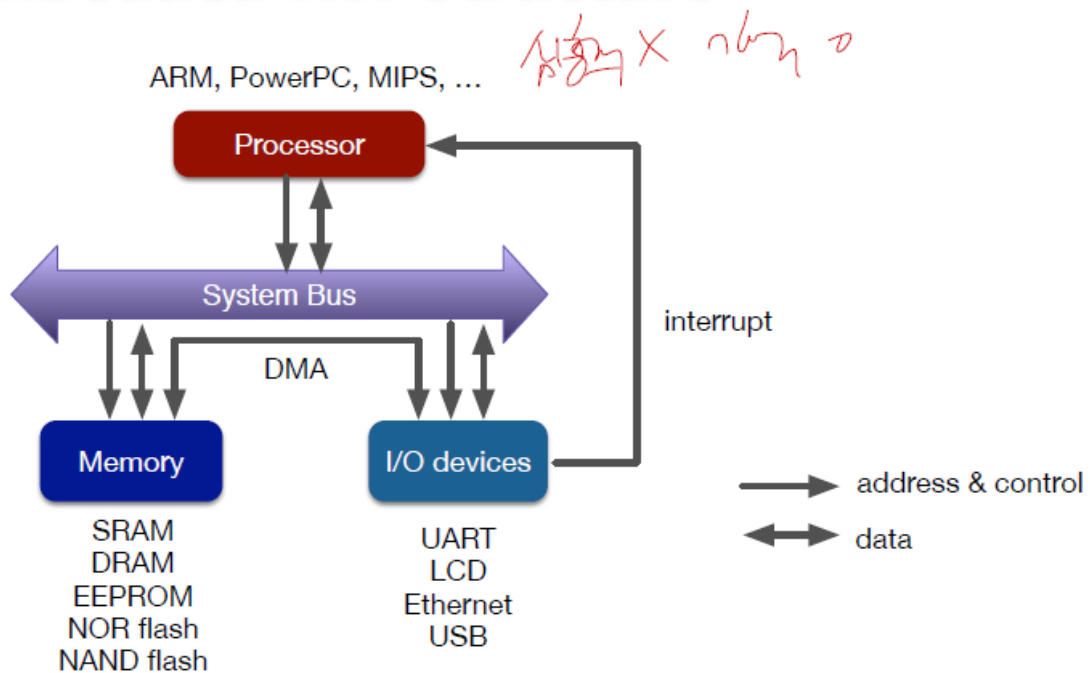 ARM, PowerPC, MIPS, ...
X
Processor
System Bus
interrupt
DMA
Memory
I/O devices
address & control
data
SRAM
DRAM
EEPROM
NOR flash
NAND flash
UART
LCD
Ethernet
USB